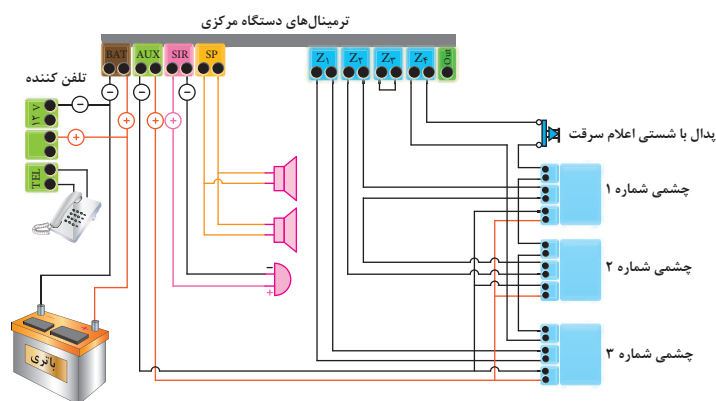 ترمینال‌های دستگاه مرکزی
BAT AUX SIR SP Z۱ Z۲ Z۳ Z۴ Out
تلفن کننده
۱۲ V
TEL
پدال با شستی اعلام سرقت
چشمی شماره ۱
چشمی شماره ۲
چشمی شماره ۳
باتری